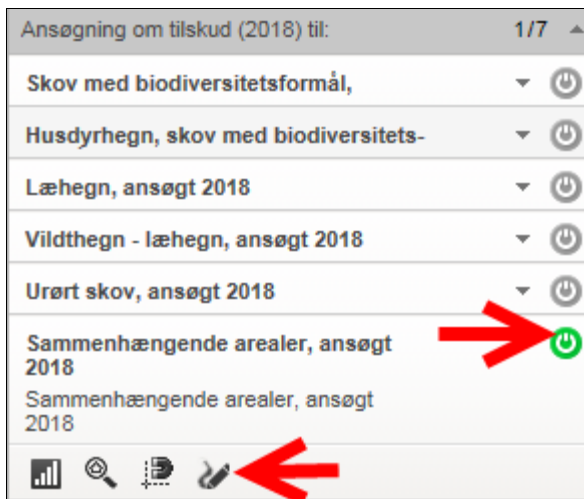 Ansøgning om tilskud (2018) til: 1/7
Skov med biodiversitetsformål,
Husdyrhegn, skov med biodiversitets-
Læhegn, ansøgt 2018
Vildthegn - læhegn, ansøgt 2018
Urørt skov, ansøgt 2018
Sammenhængende arealer, ansøgt
2018
Sammenhængende arealer, ansøgt
2018